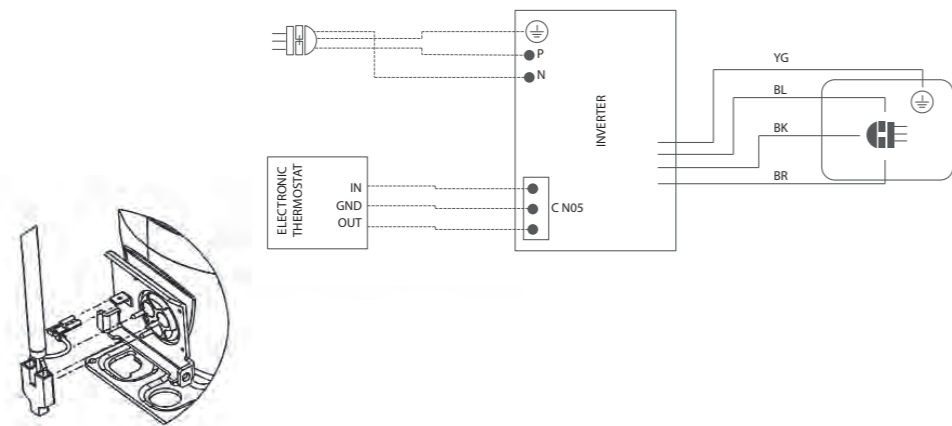 P
N
INVERTER
YG
BL
BK
BR
ELECTRONIC
THERMOSTAT
IN
GND
OUT
C N05